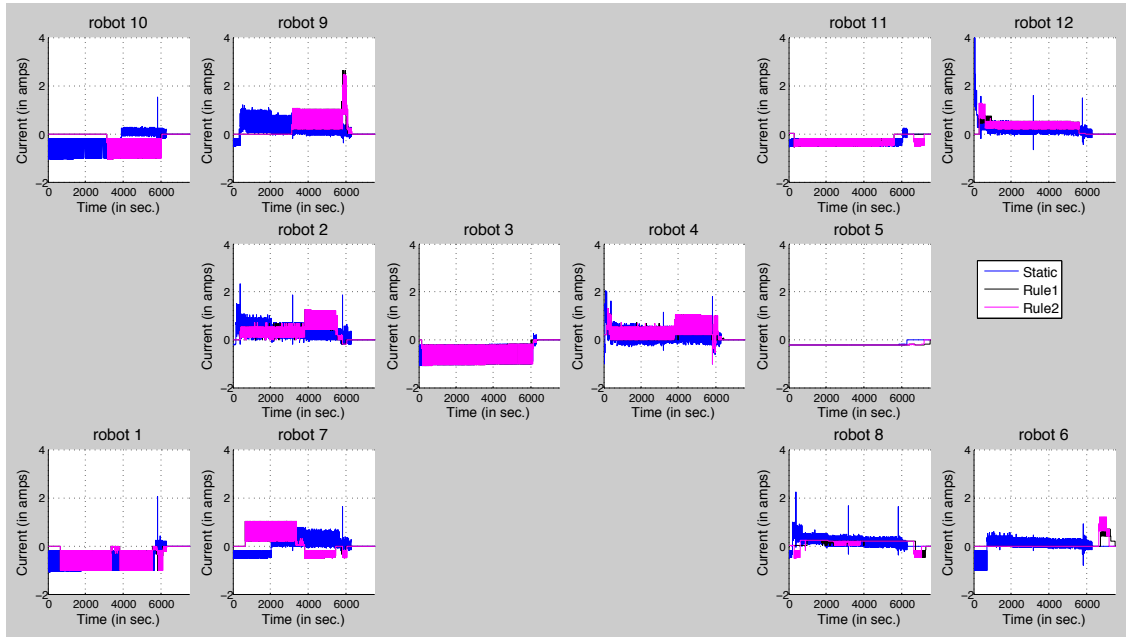 robot 10
Current (in amps)
4
2
0
−2
0 2000 4000 6000
Time (in sec.)
robot 9
Current (in amps)
4
2
0
−2
0 2000 4000 6000
Time (in sec.)
robot 11
Current (in amps)
4
2
0
−2
0 2000 4000 6000
Time (in sec.)
robot 12
Current (in amps)
4
2
0
−2
0 2000 4000 6000
Time (in sec.)
robot 2
Current (in amps)
4
2
0
−2
0 2000 4000 6000
Time (in sec.)
robot 3
Current (in amps)
4
2
0
−2
0 2000 4000 6000
Time (in sec.)
robot 4
Current (in amps)
4
2
0
−2
0 2000 4000 6000
Time (in sec.)
robot 5
Current (in amps)
4
2
0
−2
0 2000 4000 6000
Time (in sec.)
Static
Rule1
Rule2
robot 1
Current (in amps)
4
2
0
−2
0 2000 4000 6000
Time (in sec.)
robot 7
Current (in amps)
4
2
0
−2
0 2000 4000 6000
Time (in sec.)
robot 8
Current (in amps)
4
2
0
−2
0 2000 4000 6000
Time (in sec.)
robot 6
Current (in amps)
4
2
0
−2
0 2000 4000 6000
Time (in sec.)